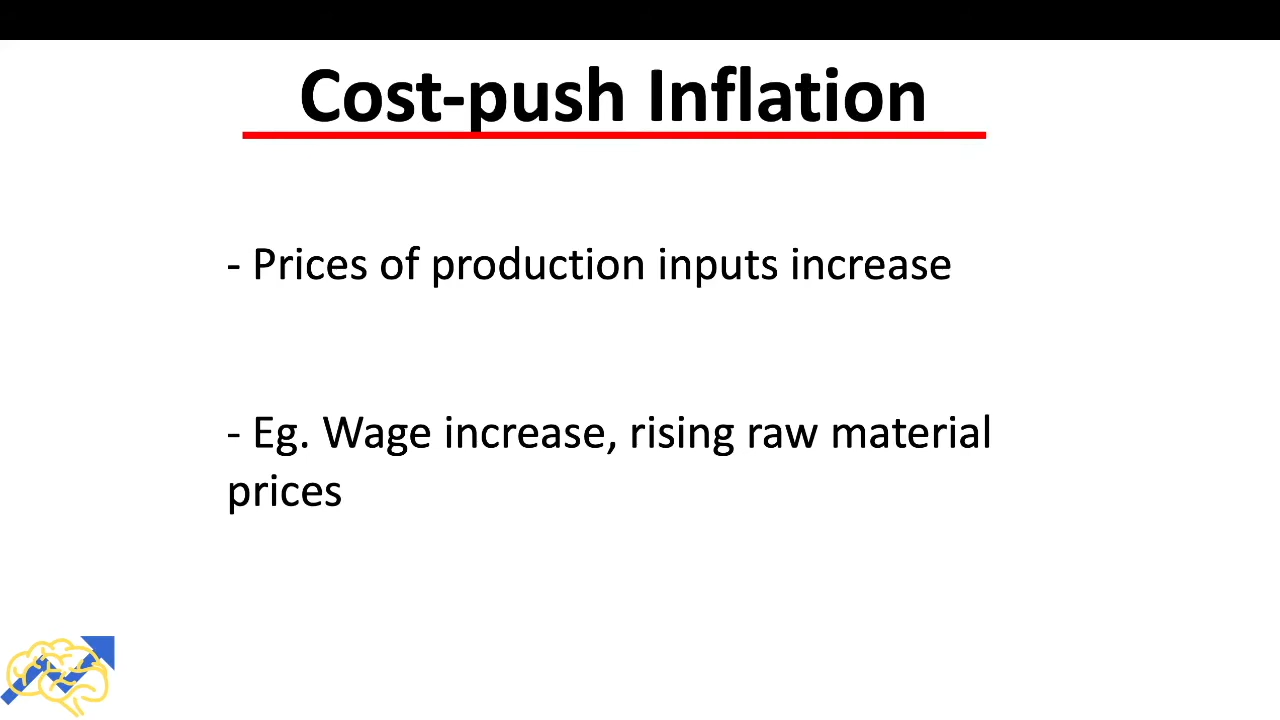 Cost-push Inflation
- Prices of production inputs increase
- Eg. Wage increase, rising raw material
prices